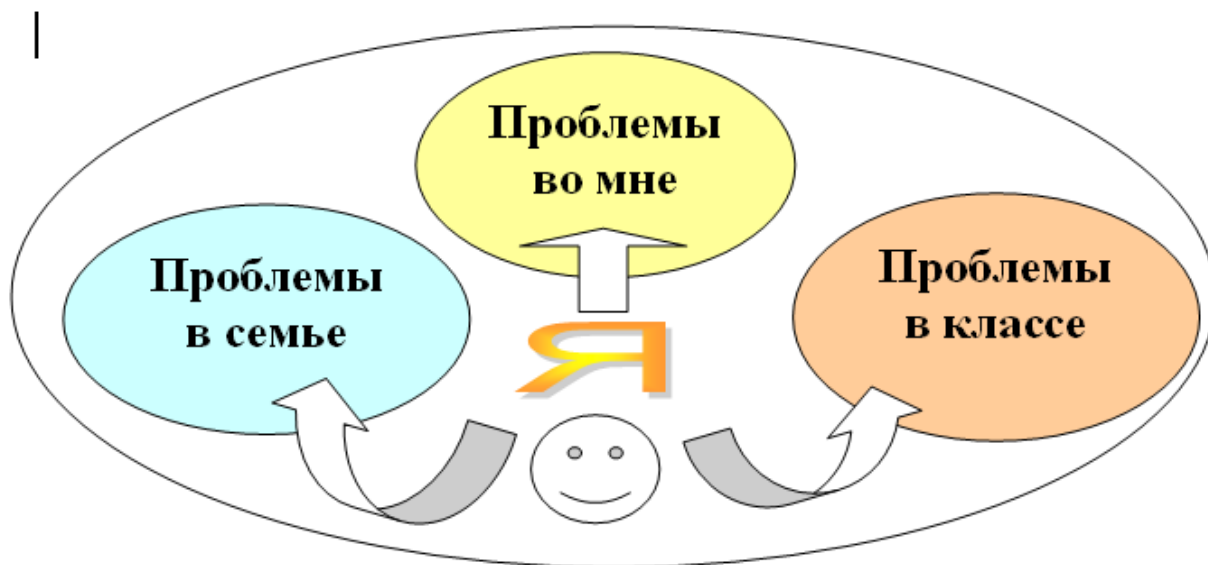 Проблемы
во мне
Проблемы
в семье
Проблемы
в классе
Я